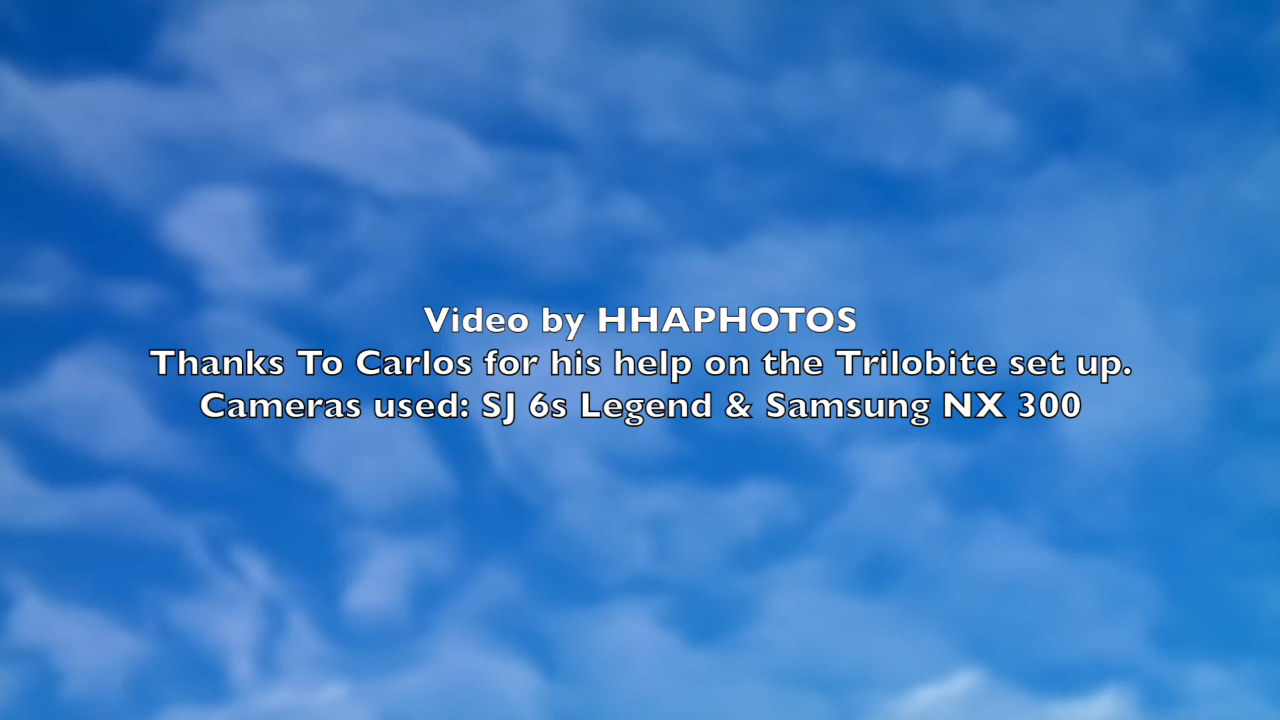 Video by HHAPHOTOS
Thanks To Carlos for his help on the Trilobite set up.
Cameras used: SJ 6s Legend & Samsung NX 300